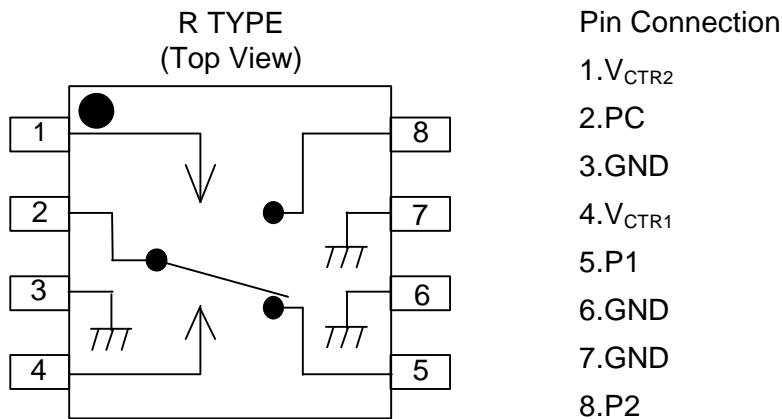 R TYPE
(Top View)
1
2
3
4
8
7
6
5
Pin Connection
1.VCTR2
2.PC
3.GND
4.VCTR1
5.P1
6.GND
7.GND
8.P2